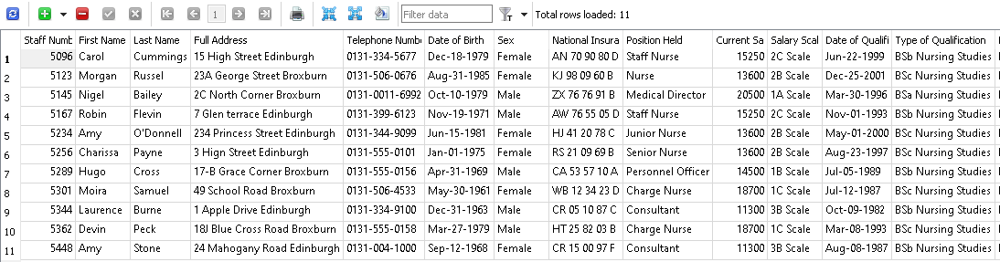 1 Filter data Total rows loaded: 11
Staff Numb First Name Last Name Full Address Telephone Numbe Date of Birth Sex National Insura Position Held Current Sa Salary Scal Date of Qualifi Type of Qualification
1 5096 Carol Cummings 15 High Street Edinburgh 0131-334-5677 Dec-18-1979 Female AN 70 90 80 D Staff Nurse 15250 2C Scale Jun-22-1999 BSb Nursing Studies
2 5123 Morgan Russel 23A George Street Broxburn 0131-506-0676 Aug-31-1985 Female KJ 98 09 60 B Nurse 13600 2B Scale Dec-25-2001 BSc Nursing Studies
3 5145 Nigel Bailey 2C North Corner Broxburn 0131-0011-6992 Oct-10-1979 Male ZX 76 76 91 B Medical Director 20500 1A Scale Mar-30-1996 BSb Nursing Studies
4 5167 Robin Flevin 7 Glen terrace Edinburgh 0131-399-6123 Nov-19-1971 Male AW 76 55 05 D Staff Nurse 15250 2C Scale Nov-01-1993 BSb Nursing Studies
5 5234 Amy O'Donnell 234 Princess Street Edinburgh 0131-344-9099 Jun-15-1981 Female HJ 41 20 78 C Junior Nurse 13600 2B Scale May-01-2000 BSc Nursing Studies
6 5256 Charissa Payne 3 Hign Street Edinburgh 0131-555-0101 Jan-01-1975 Female RS 21 09 69 B Senior Nurse 13600 2B Scale Aug-23-1997 BSb Nursing Studies
7 5289 Hugo Cross 17-B Grace Corner Broxburn 0131-555-0156 Apr-31-1969 Male CA 53 57 10 A Personnel Officer 14500 1B Scale Jul-05-1989 BSb Nursing Studies
8 5301 Moira Samuel 49 School Road Broxburn 0131-506-4533 May-30-1961 Female WB 12 34 23 D Charge Nurse 18700 1C Scale Jul-12-1987 BSc Nursing Studies
9 5344 Laurence Burne 1 Apple Drive Edinburgh 0131-334-9100 Dec-31-1963 Male CR 05 10 87 C Consultant 11300 3B Scale Oct-09-1982 BSb Nursing Studies
10 5362 Devin Peck 18J Blue Cross Road Broxburn 0131-555-0158 Mar-27-1979 Male HT 25 82 03 B Charge Nurse 18700 1C Scale Mar-08-1993 BSc Nursing Studies
11 5448 Amy Stone 24 Mahogany Road Edinburgh 0131-004-1000 Sep-12-1968 Female CR 15 00 97 F Consultant 11300 3B Scale Aug-08-1987 BSb Nursing Studies